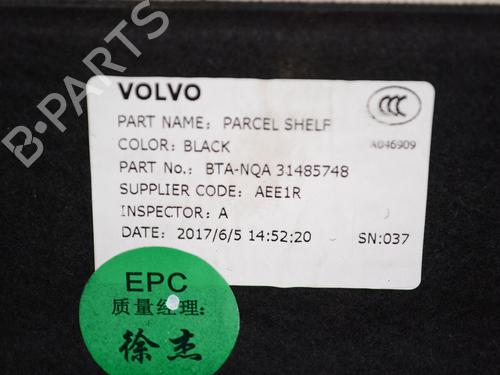 VOLVO
PART NAME: PARCEL SHELF
COLOR: BLACK
A046909
PART No.: BTA-NQA 31485748
SUPPLIER CODE: AEE1R
INSPECTOR: A
DATE: 2017/6/5 14:52:20 SN:037
EPC
质量经理:
徐杰
B-PARTS